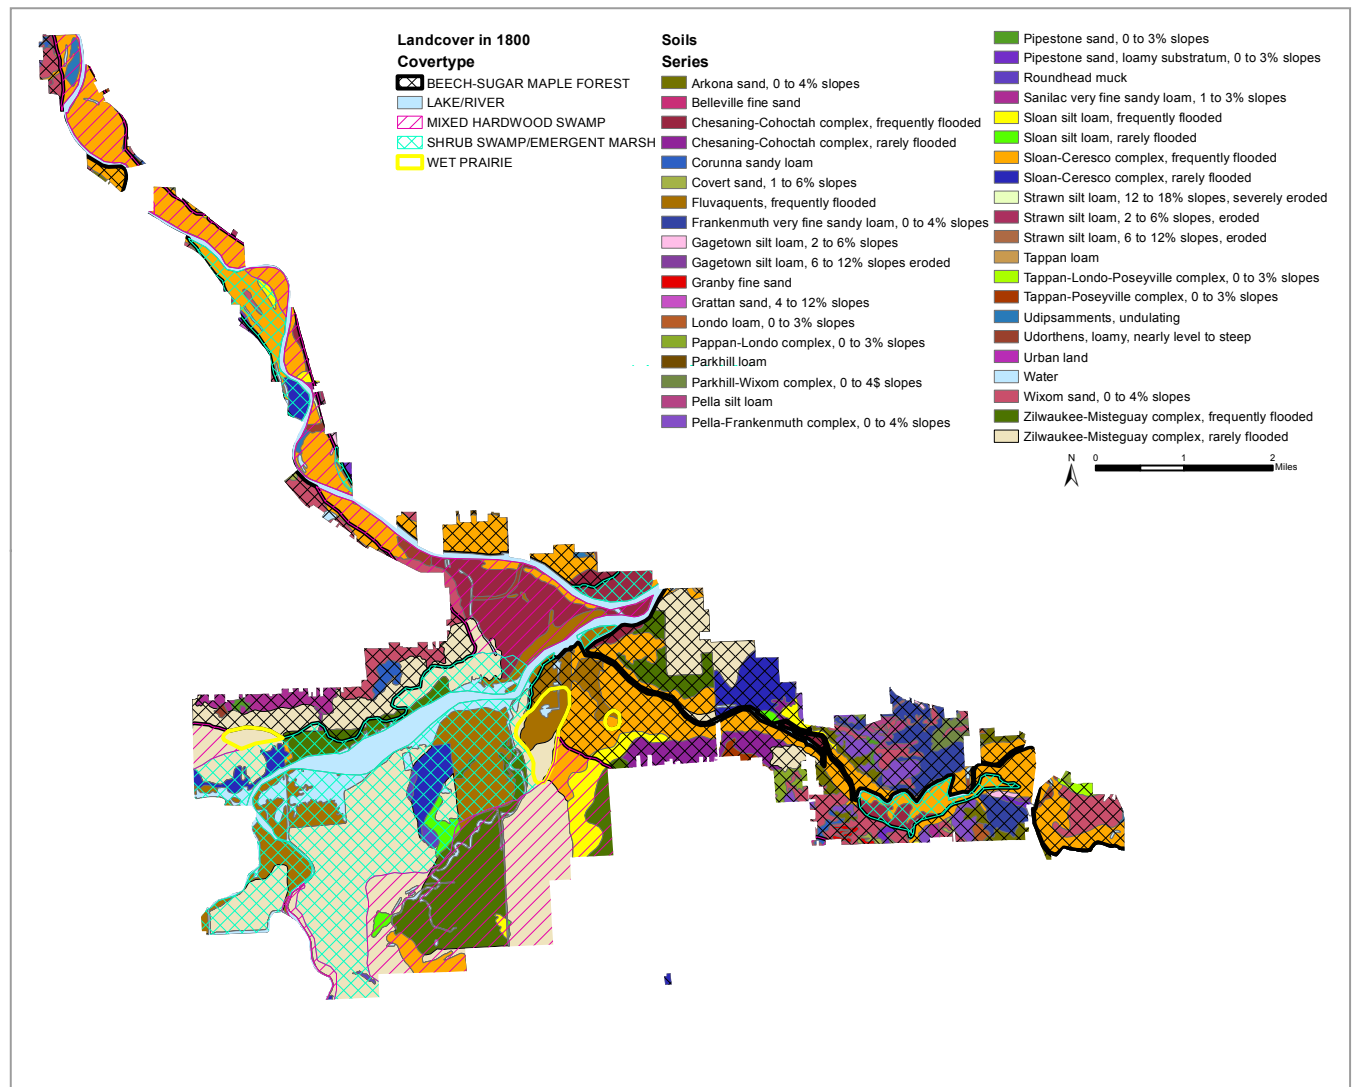 Landcover in 1800
Covertype
BEECH-SUGAR MAPLE FOREST
LAKE/RIVER
MIXED HARDWOOD SWAMP
SHRUB SWAMP/EMERGENT MARSH
WET PRAIRIE
Soils
Series
Arkona sand, 0 to 4% slopes
Belleville fine sand
Chesaning-Cohoctah complex, frequently flooded
Chesaning-Cohoctah complex, rarely flooded
Corunna sandy loam
Covert sand, 1 to 6% slopes
Fluvaquents, frequently flooded
Frankenmuth very fine sandy loam, 0 to 4% slopes
Gagetown silt loam, 2 to 6% slopes
Gagetown silt loam, 6 to 12% slopes eroded
Granby fine sand
Grattan sand, 4 to 12% slopes
Londo loam, 0 to 3% slopes
Pappan-Londo complex, 0 to 3% slopes
Parkhill loam
Parkhill-Wixom complex, 0 to 4$ slopes
Pella silt loam
Pella-Frankenmuth complex, 0 to 4% slopes
Pipestone sand, 0 to 3% slopes
Pipestone sand, loamy substratum, 0 to 3% slopes
Roundhead muck
Sanilac very fine sandy loam, 1 to 3% slopes
Sloan silt loam, frequently flooded
Sloan silt loam, rarely flooded
Sloan-Ceresco complex, frequently flooded
Sloan-Ceresco complex, rarely flooded
Strawn silt loam, 12 to 18% slopes, severely eroded
Strawn silt loam, 2 to 6% slopes, eroded
Strawn silt loam, 6 to 12% slopes, eroded
Tappan loam
Tappan-Londo-Poseyville complex, 0 to 3% slopes
Tappan-Poseyville complex, 0 to 3% slopes
Udipsamments, undulating
Udorthens, loamy, nearly level to steep
Urban land
Water
Wixom sand, 0 to 4% slopes
Zilwaukee-Misteguay complex, frequently flooded
Zilwaukee-Misteguay complex, rarely flooded
N
0 1 2
Miles